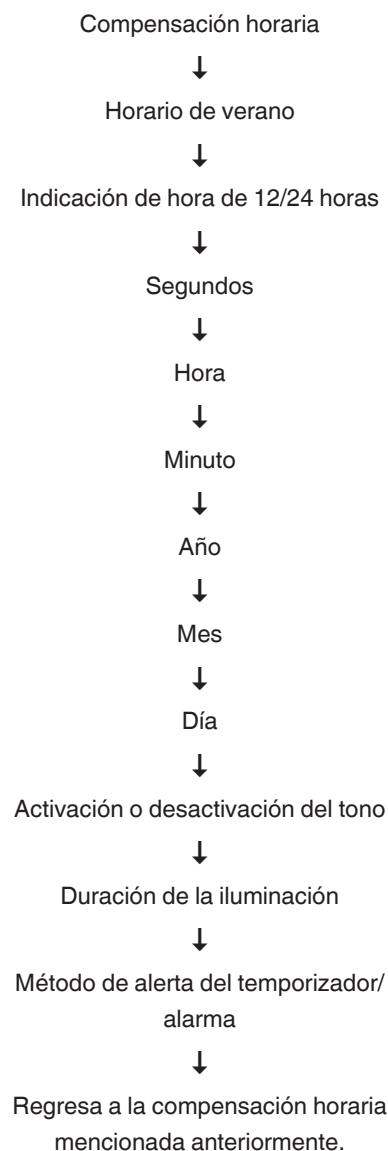 Compensación horaria
↓
Horario de verano
↓
Indicación de hora de 12/24 horas
↓
Segundos
↓
Hora
↓
Minuto
↓
Año
↓
Mes
↓
Día
↓
Activación o desactivación del tono
↓
Duración de la iluminación
↓
Método de alerta del temporizador/
alarma
↓
Regresa a la compensación horaria
mencionada anteriormente.